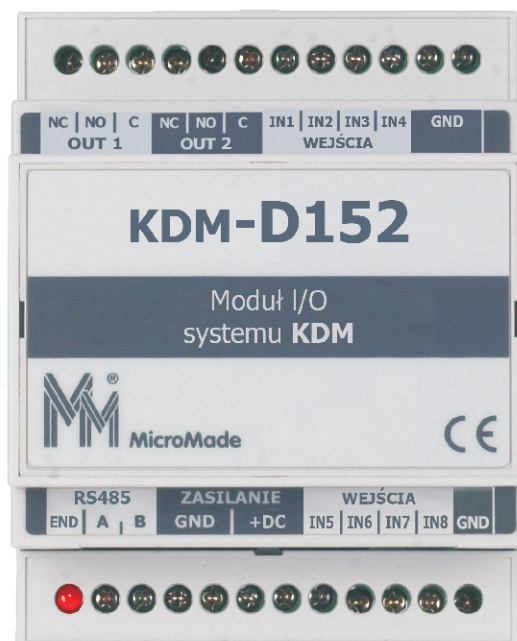 NC | NO | C NC | NO | C IN1 | IN2 | IN3 | IN4 GND
OUT 1 OUT 2 WEJŚCIA
KDM-D152
Moduł I/O
systemu KDM
MM® MicroMade CE
RS485 ZASILANIE WEJŚCIA
END | A | B GND | +DC IN5 | IN6 | IN7 | IN8 GND